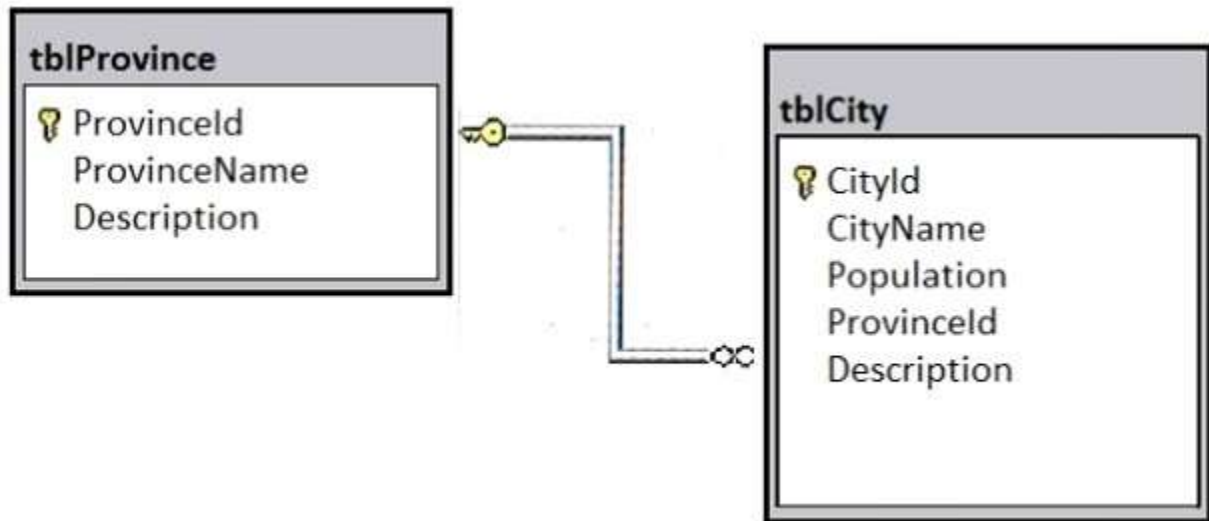 tblProvince
ProvinceId
ProvinceName
Description
tblCity
CityId
CityName
Population
ProvinceId
Description